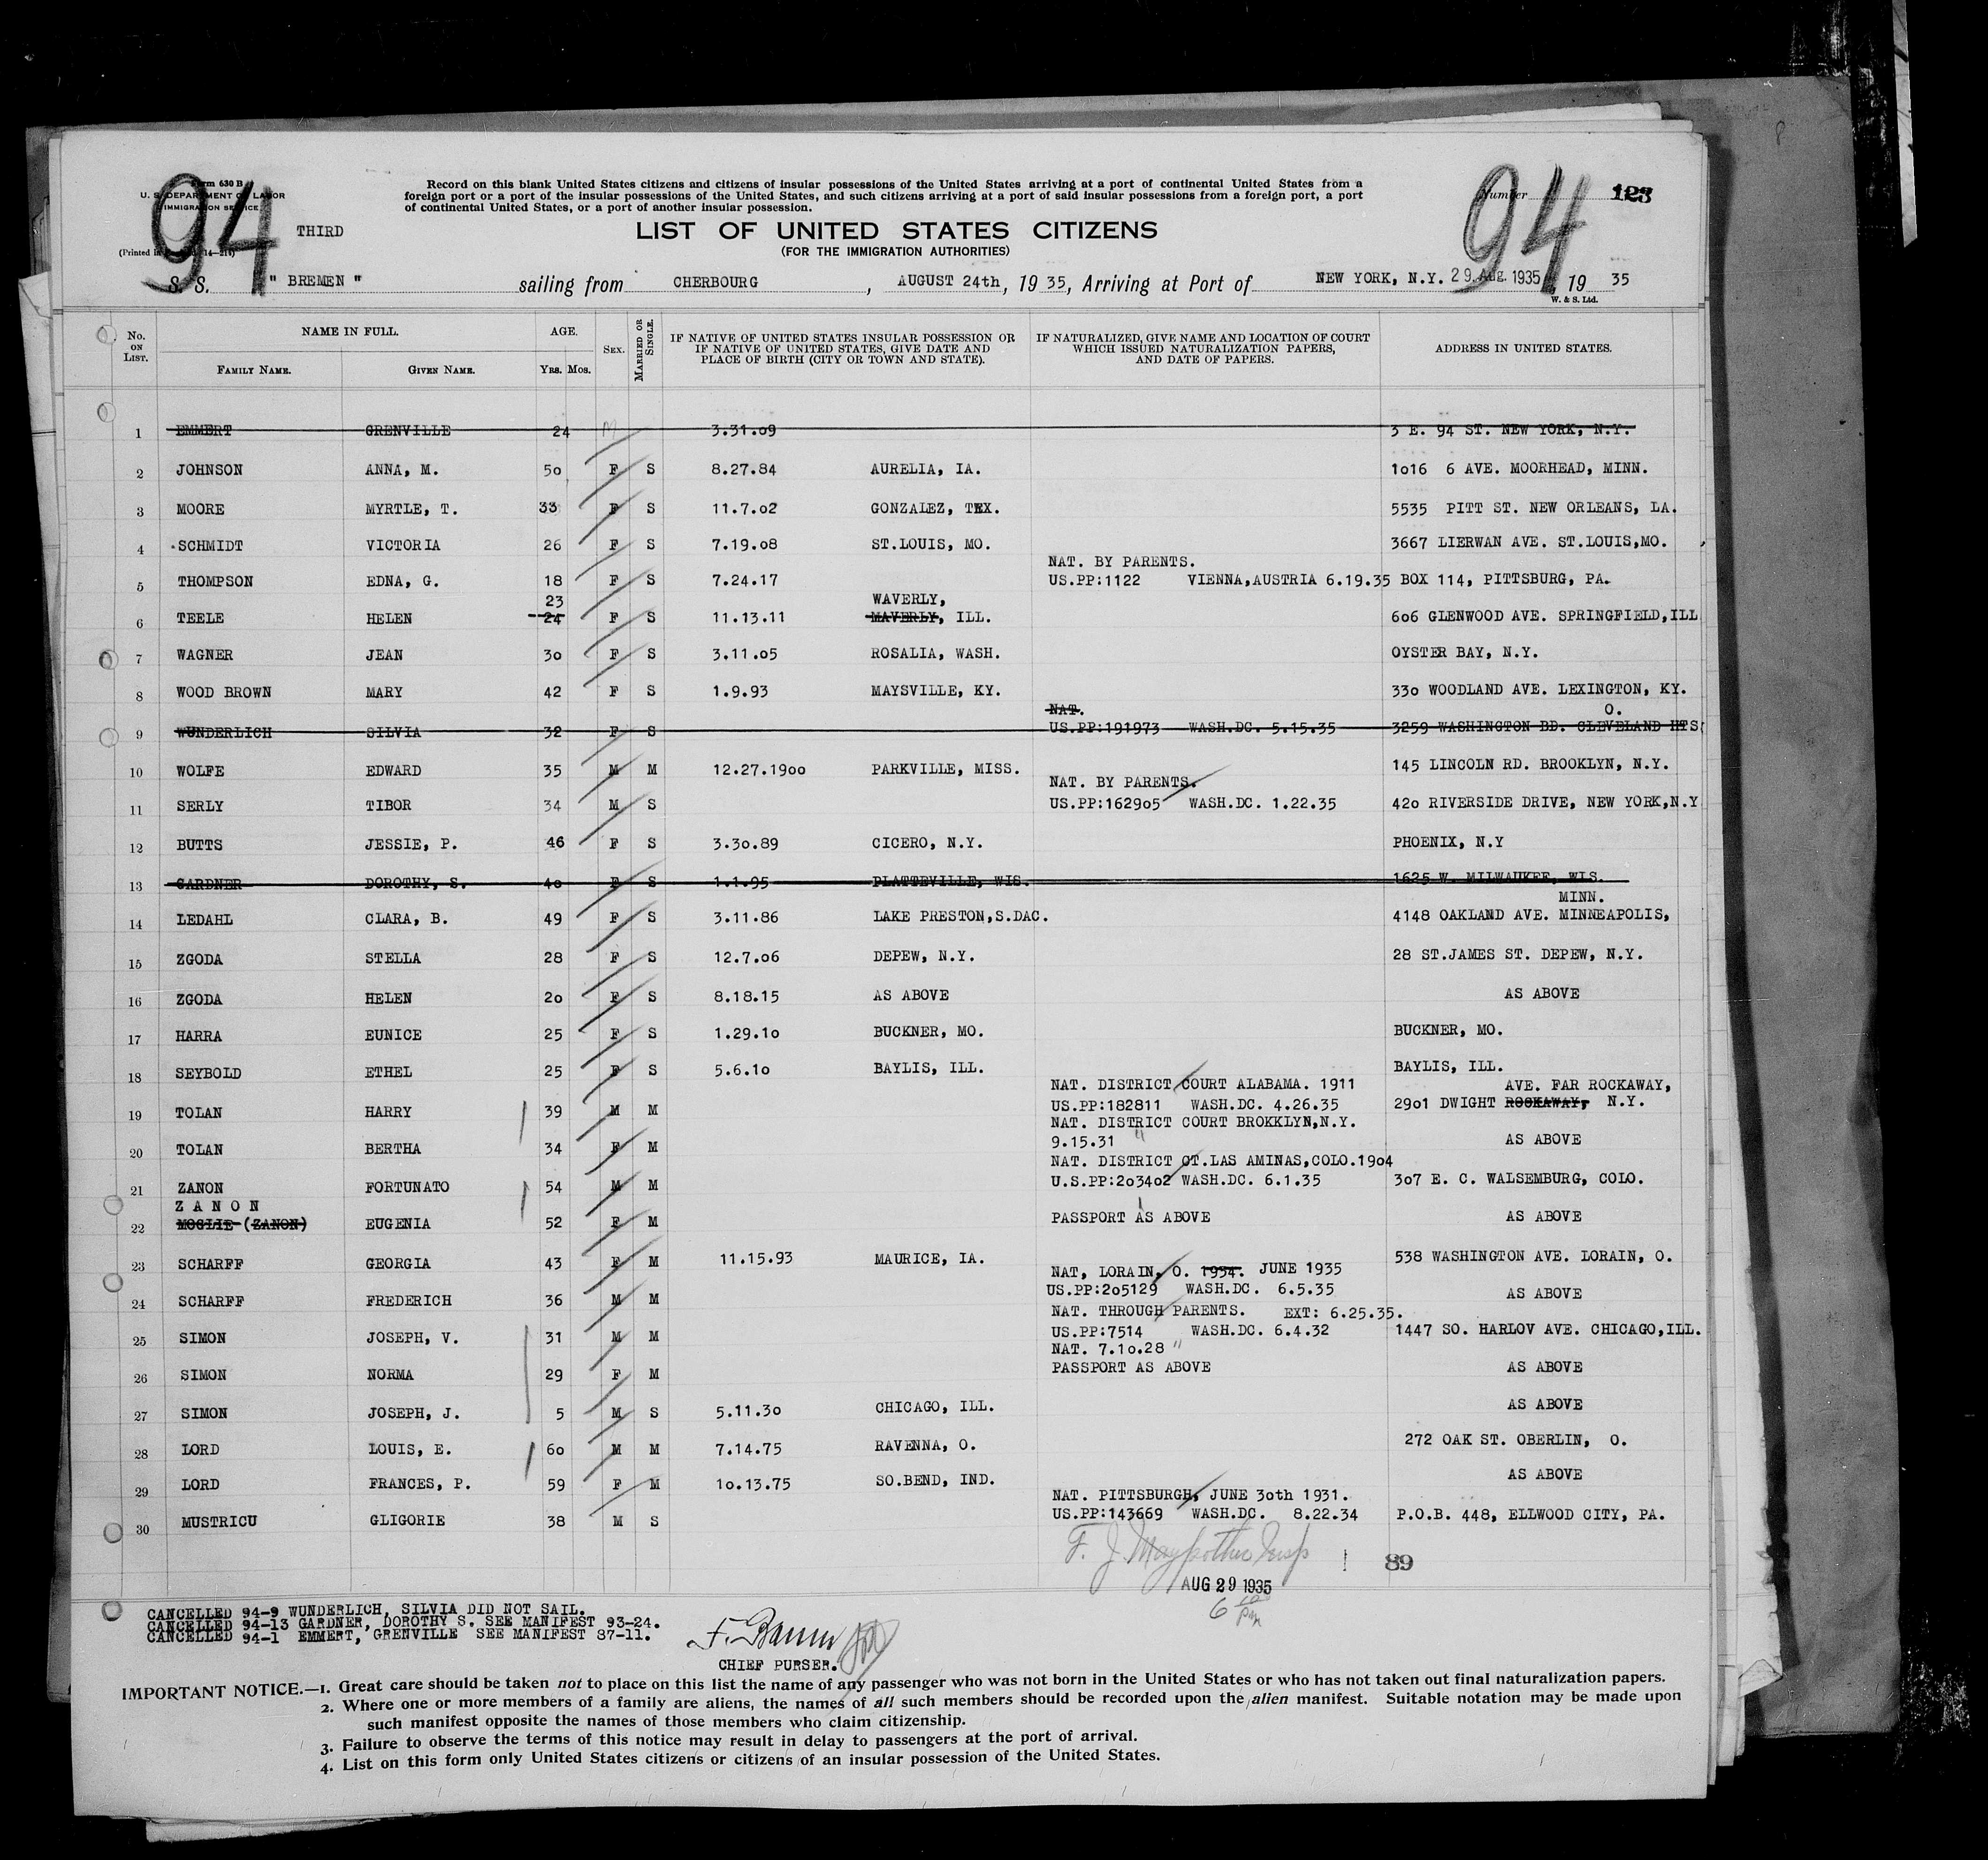 94
94
Form 630 B
U. S. DEPARTMENT OF LABOR
IMMIGRATION SERVICE
(Printed in
THIRD
Record on this blank United States citizens and citizens of insular possessions of the United States arriving at a port of continental United States from a
foreign port or a port of the insular possessions of the United States, and such citizens arriving at a port of said insular possessions from a foreign port, a port
of continental United States, or a port of another insular possession.
Number 123
LIST OF UNITED STATES CITIZENS
(FOR THE IMMIGRATION AUTHORITIES)
S. S. " BREMEN " sailing from CHERBOURG , AUGUST 24th, 19 35, Arriving at Port of NEW YORK, N.Y. 29 Aug. 1935, 19 35
W. & S. Ltd.
No. ON LIST. NAME IN FULL. FAMILY NAME. GIVEN NAME. AGE. YRS. MOS. SEX. MARRIED OR SINGLE. IF NATIVE OF UNITED STATES INSULAR POSSESSION OR IF NATIVE OF UNITED STATES, GIVE DATE AND PLACE OF BIRTH (CITY OR TOWN AND STATE). IF NATURALIZED, GIVE NAME AND LOCATION OF COURT WHICH ISSUED NATURALIZATION PAPERS, AND DATE OF PAPERS. ADDRESS IN UNITED STATES.
1 EMMERT GRENVILLE 24 M 3.31.09 3 E. 94 ST. NEW YORK, N.Y.
2 JOHNSON ANNA, M. 50 F S 8.27.84 AURELIA, IA. 1016 6 AVE. MOORHEAD, MINN.
3 MOORE MYRTLE, T. 33 F S 11.7.02 GONZALEZ, TEX. 5535 PITT ST. NEW ORLEANS, LA.
4 SCHMIDT VICTORIA 26 F S 7.19.08 ST.LOUIS, MO. 3667 LIERWAN AVE. ST.LOUIS,MO.
NAT. BY PARENTS.
5 THOMPSON EDNA, G. 18 F S 7.24.17 US.PP:1122 VIENNA,AUSTRIA 6.19.35 BOX 114, PITTSBURG, PA.
23 WAVERLY,
6 TEELE HELEN 24 F S 11.13.11 MAVERLY, ILL. 606 GLENWOOD AVE. SPRINGFIELD,ILL
7 WAGNER JEAN 30 F S 3.11.05 ROSALIA, WASH. OYSTER BAY, N.Y.
8 WOOD BROWN MARY 42 F S 1.9.93 MAYSVILLE, KY. 330 WOODLAND AVE. LEXINGTON, KY.
NAT. O.
9 WUNDERLICH SILVIA 32 F S US.PP:191973 WASH.DC. 5.15.35 3259 WASHINGTON BD. CLEVELAND HTS(
10 WOLFE EDWARD 35 M M 12.27.1900 PARKVILLE, MISS. 145 LINCOLN RD. BROOKLYN, N.Y.
NAT. BY PARENTS.
11 SERLY TIBOR 34 M S US.PP:162905 WASH.DC. 1.22.35 420 RIVERSIDE DRIVE, NEW YORK,N.Y
12 BUTTS JESSIE, P. 46 F S 3.30.89 CICERO, N.Y. PHOENIX, N.Y
13 GARDNER DOROTHY, S. 40 F S 1.1.95 PLATTEVILLE, WIS. 1625 W. MILWAUKEE, WIS.
MINN.
14 LEDAHL CLARA, B. 49 F S 3.11.86 LAKE PRESTON,S.DAC. 4148 OAKLAND AVE. MINNEAPOLIS,
15 ZGODA STELLA 28 F S 12.7.06 DEPEW, N.Y. 28 ST.JAMES ST. DEPEW, N.Y.
16 ZGODA HELEN 20 F S 8.18.15 AS ABOVE AS ABOVE
17 HARRA EUNICE 25 F S 1.29.10 BUCKNER, MO. BUCKNER, MO.
18 SEYBOLD ETHEL 25 F S 5.6.10 BAYLIS, ILL. BAYLIS, ILL.
NAT. DISTRICT COURT ALABAMA. 1911 AVE. FAR ROCKAWAY,
19 TOLAN HARRY 39 M M US.PP:182811 WASH.DC. 4.26.35 2901 DWIGHT ROCKAWAY, N.Y.
NAT. DISTRICT COURT BROKKLYN,N.Y.
20 TOLAN BERTHA 34 F M 9.15.31 " AS ABOVE
NAT. DISTRICT CT.LAS AMINAS,COLO.1904
21 ZANON FORTUNATO 54 M M U.S.PP:203402 WASH.DC. 6.1.35 307 E. C. WALSEMBURG, COLO.
Z A N O N
22 MOGLIE (ZANON) EUGENIA 52 F M PASSPORT AS ABOVE AS ABOVE
23 SCHARFF GEORGIA 43 F M 11.15.93 MAURICE, IA. 538 WASHINGTON AVE. LORAIN, O.
NAT, LORAIN, O. 1934. JUNE 1935
24 SCHARFF FREDERICH 36 M M US.PP:205129 WASH.DC. 6.5.35 AS ABOVE
NAT. THROUGH PARENTS. EXT: 6.25.35.
25 SIMON JOSEPH, V. 31 M M US.PP:7514 WASH.DC. 6.4.32 1447 SO. HARLOV AVE. CHICAGO,ILL.
NAT. 7.10.28 "
26 SIMON NORMA 29 F M PASSPORT AS ABOVE AS ABOVE
27 SIMON JOSEPH, J. 5 M S 5.11.30 CHICAGO, ILL. AS ABOVE
28 LORD LOUIS, E. 60 M M 7.14.75 RAVENNA, O. 272 OAK ST. OBERLIN, O.
29 LORD FRANCES, P. 59 F M 10.13.75 SO.BEND, IND. AS ABOVE
NAT. PITTSBURGH, JUNE 30th 1931.
30 MUSTRICU GLIGORIE 38 M S US.PP:143669 WASH.DC. 8.22.34 P.O.B. 448, ELLWOOD CITY, PA.
F. J. Insp 89
AUG 29 1935
6 pm
CANCELLED 94-9 WUNDERLICH, SILVIA DID NOT SAIL.
CANCELLED 94-13 GARDNER, DOROTHY S. SEE MANIFEST 93-24.
CANCELLED 94-1 EMMERT, GRENVILLE SEE MANIFEST 87-11.
CHIEF PURSER.
IMPORTANT NOTICE.—1. Great care should be taken not to place on this list the name of any passenger who was not born in the United States or who has not taken out final naturalization papers.
2. Where one or more members of a family are aliens, the names of all such members should be recorded upon the alien manifest. Suitable notation may be made upon
such manifest opposite the names of those members who claim citizenship.
3. Failure to observe the terms of this notice may result in delay to passengers at the port of arrival.
4. List on this form only United States citizens or citizens of an insular possession of the United States.